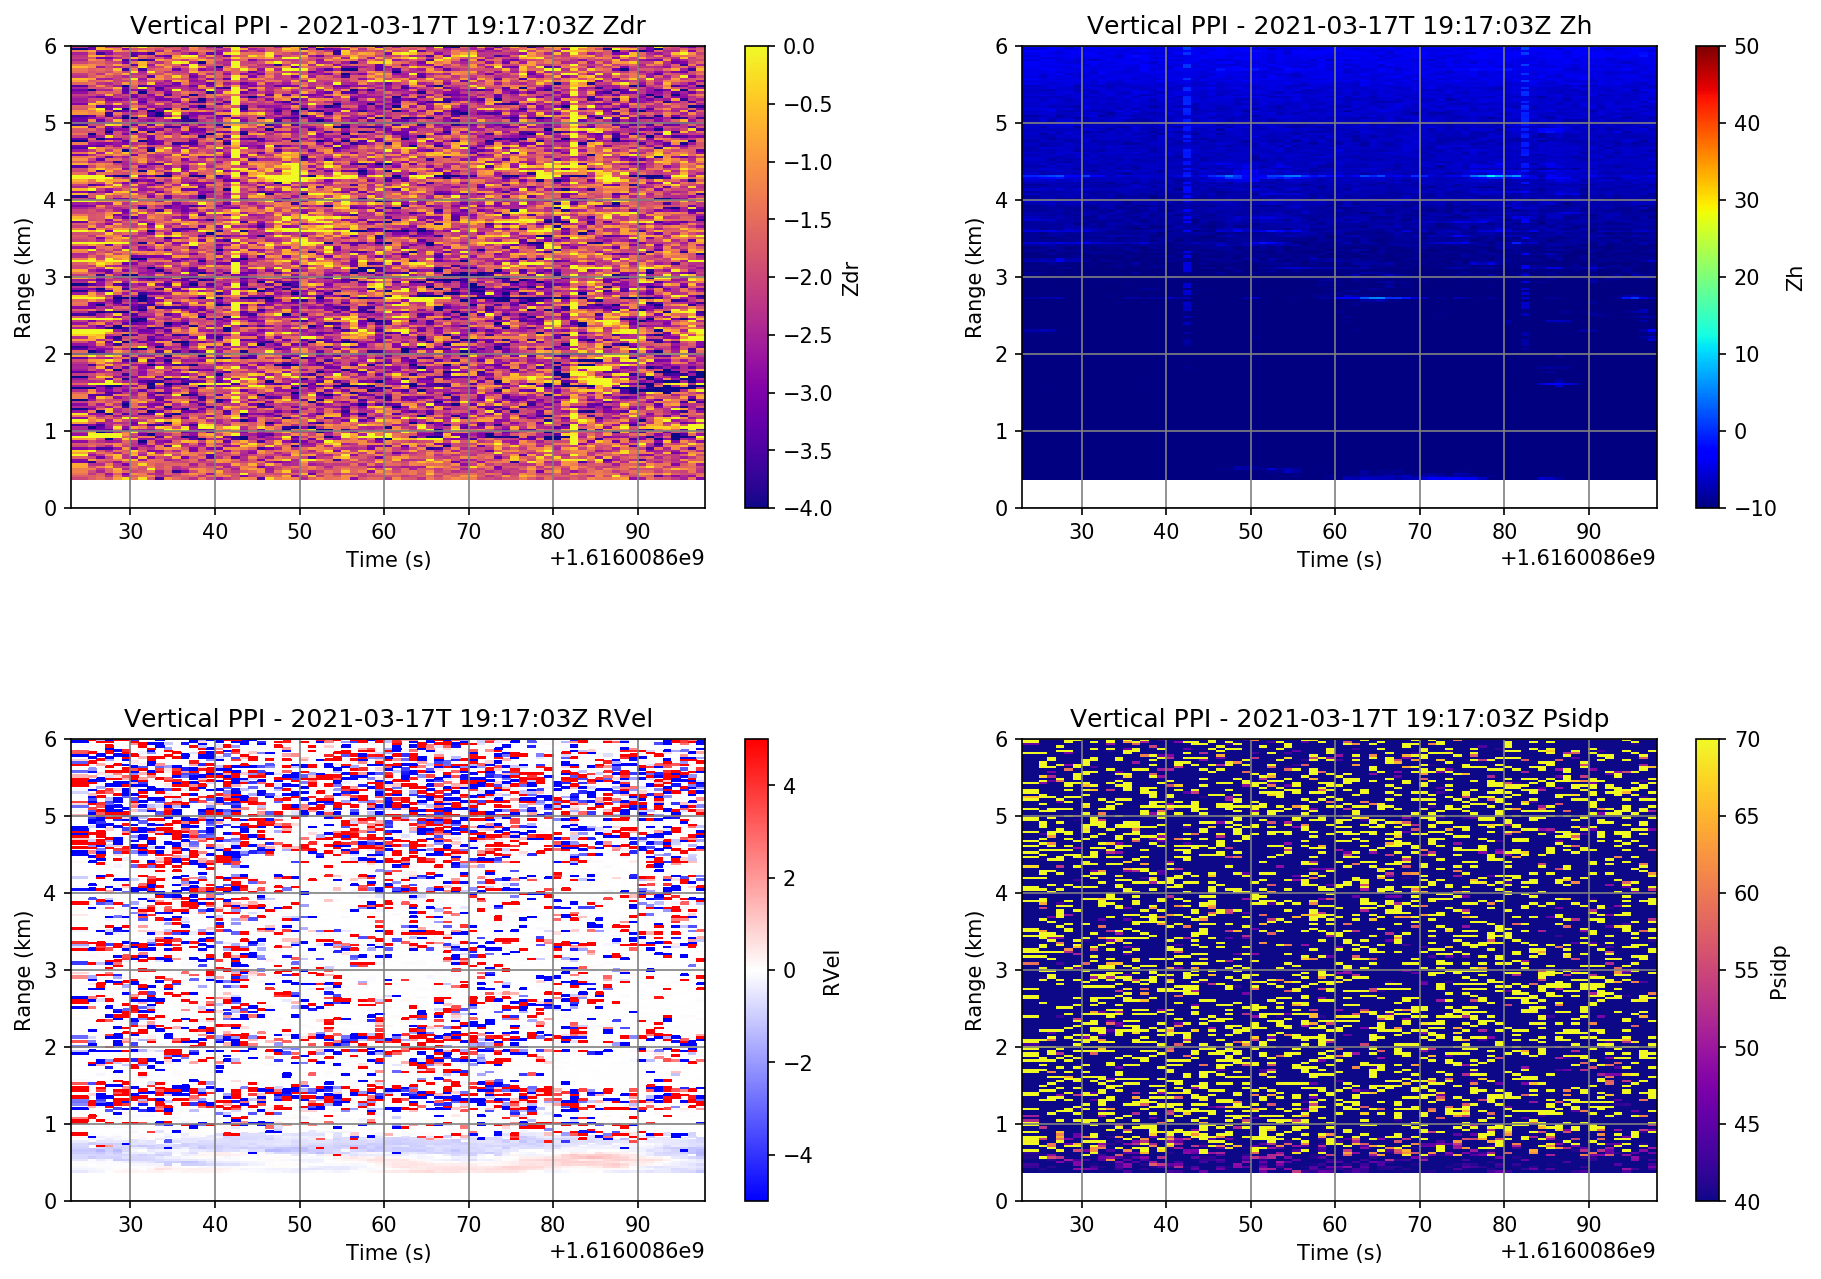 Vertical PPI - 2021-03-17T 19:17:03Z Zdr
6
5
4
3
2
1
0
Range (km)
30 40 50 60 70 80 90
Time (s)
+1.6160086e9
0.0
−0.5
−1.0
−1.5
−2.0
−2.5
−3.0
−3.5
−4.0
Zdr
Vertical PPI - 2021-03-17T 19:17:03Z Zh
6
5
4
3
2
1
0
Range (km)
30 40 50 60 70 80 90
Time (s)
+1.6160086e9
50
40
30
20
10
0
−10
Zh
Vertical PPI - 2021-03-17T 19:17:03Z RVel
6
5
4
3
2
1
0
Range (km)
30 40 50 60 70 80 90
Time (s)
+1.6160086e9
4
2
0
−2
−4
RVel
Vertical PPI - 2021-03-17T 19:17:03Z Psidp
6
5
4
3
2
1
0
Range (km)
30 40 50 60 70 80 90
Time (s)
+1.6160086e9
70
65
60
55
50
45
40
Psidp